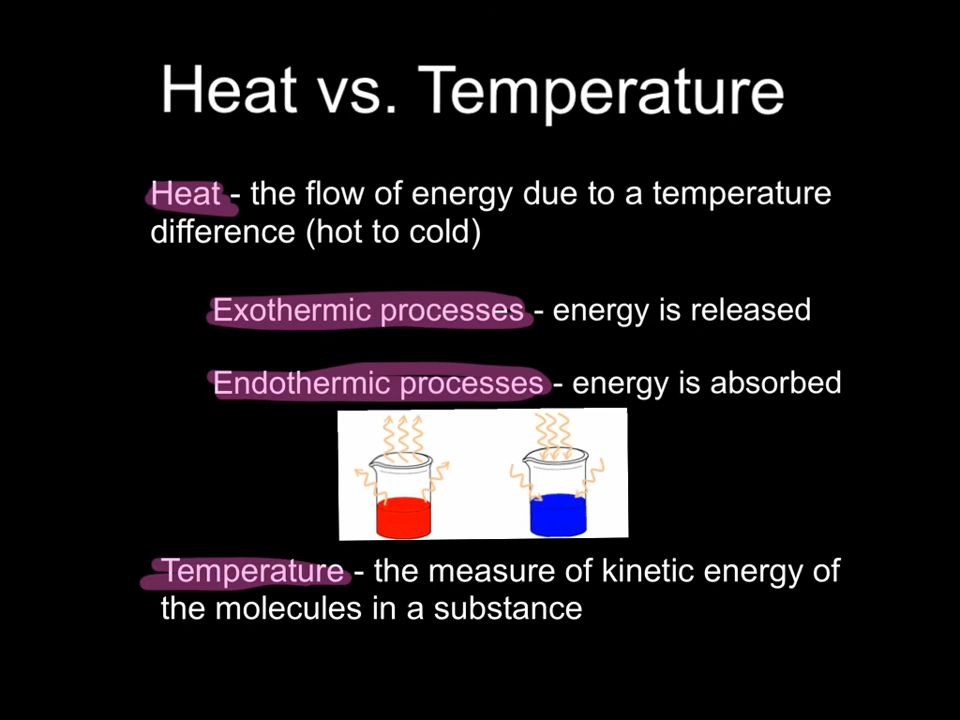 Heat vs. Temperature
Heat - the flow of energy due to a temperature
difference (hot to cold)
Exothermic processes - energy is released
Endothermic processes - energy is absorbed
Temperature - the measure of kinetic energy of
the molecules in a substance